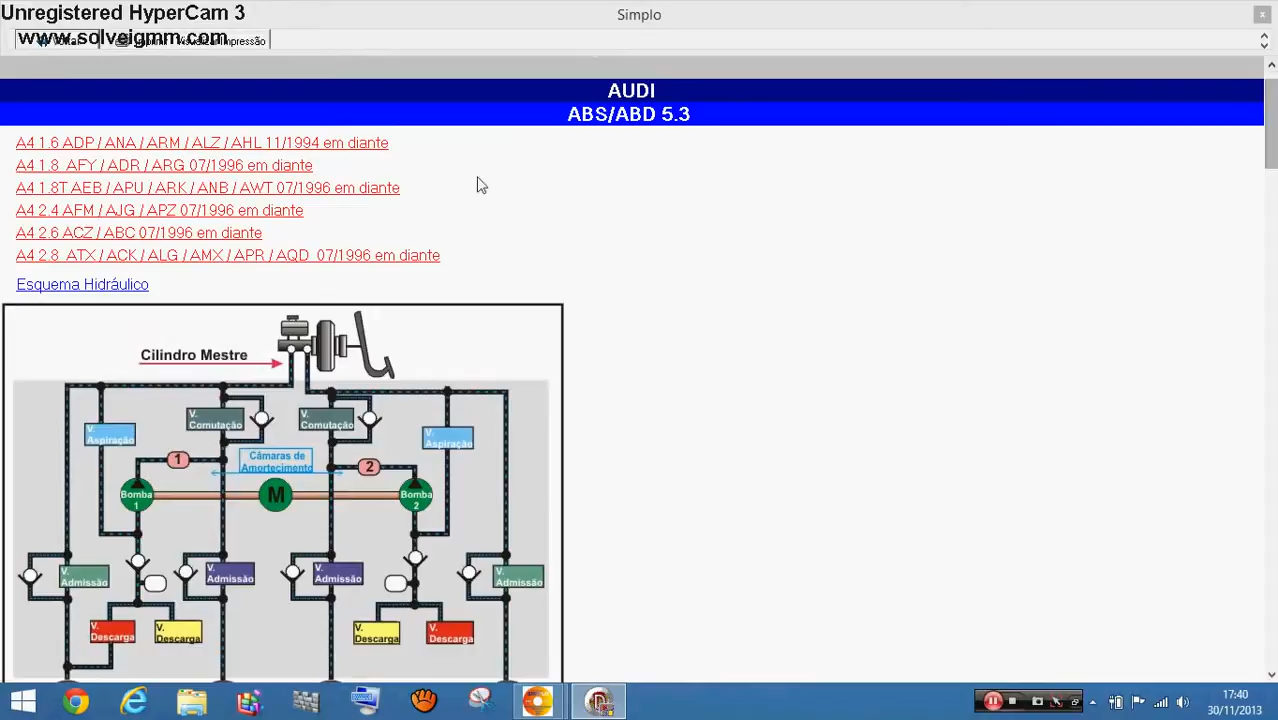 Unregistered HyperCam 3
Simplo
www.solveigmm.com
Visualizar Impressão
AUDI
ABS/ABD 5.3
A4 1.6 ADP / ANA / ARM / ALZ / AHL 11/1994 em diante
A4 1.8 AFY / ADR / ARG 07/1996 em diante
A4 1.8T AEB / APU / ARK / ANB / AWT 07/1996 em diante
A4 2.4 AFM / AJG / APZ 07/1996 em diante
A4 2.6 ACZ / ABC 07/1996 em diante
A4 2.8 ATX / ACK / ALG / AMX / APR / AQD 07/1996 em diante
Esquema Hidráulico
Cilindro Mestre
V. Comutação
V. Comutação
V. Aspiração
V. Aspiração
1
Câmaras de
Amortecimento
2
Bomba 1
M
Bomba 2
V. Admissão
V. Admissão
V. Admissão
V. Admissão
V. Descarga
V. Descarga
V. Descarga
V. Descarga
17:40
30/11/2013